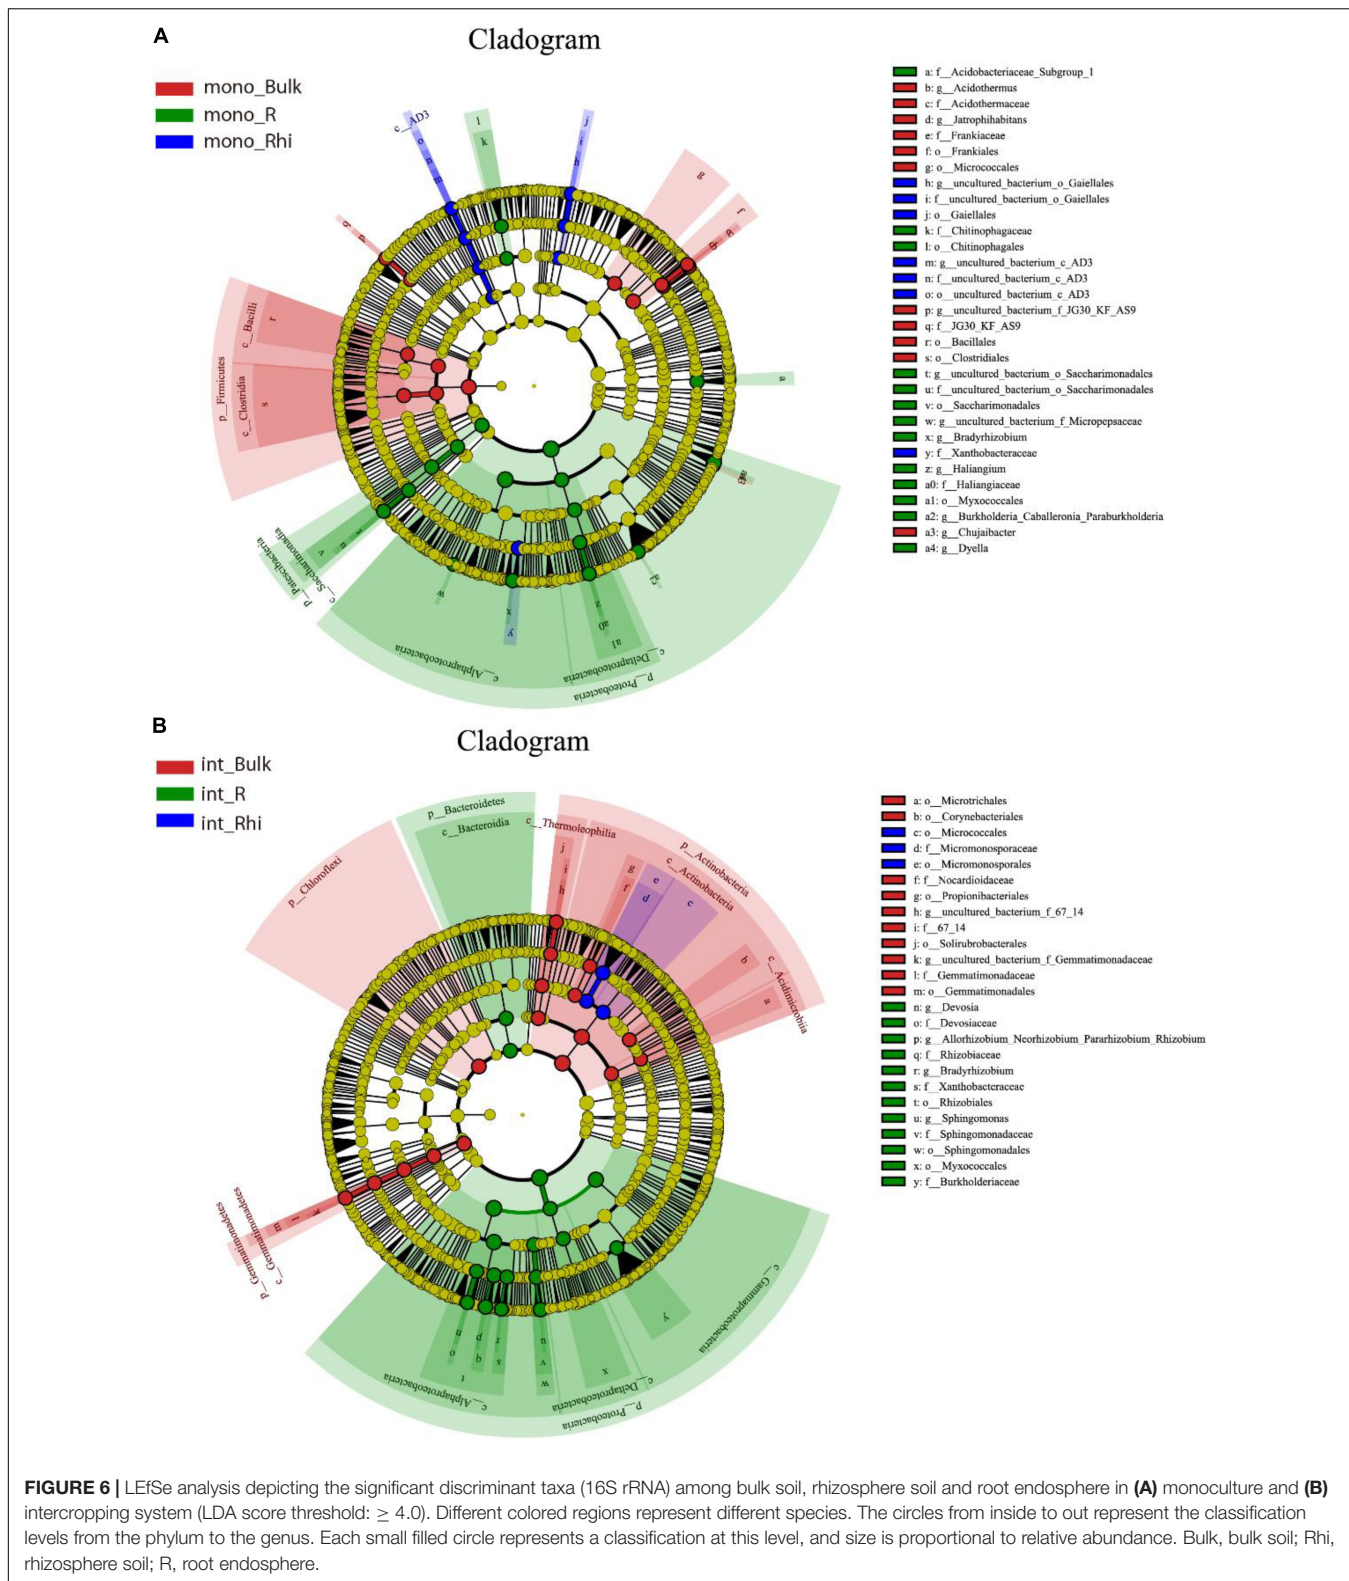 A
Cladogram
mono_Bulk
mono_R
mono_Rhi
c__AD3
o
n
m
l
k
j
i
h
g
f
e
q
p
c__Bacilli
r
p__Firmicutes
c__Clostridia
s
a
v
u
t
c__Saccharimonadia
p__Patescibacteria
w
x
y
z
a0
a1
a2
c__Alphaproteobacteria
c__Deltaproteobacteria
p__Proteobacteria
a: f__Acidobacteriaceae_Subgroup_1
b: g__Acidothermus
c: f__Acidothermaceae
d: g__Jatrophihabitans
e: f__Frankiaceae
f: o__Frankiales
g: o__Micrococcales
h: g__uncultured_bacterium_o_Gaiellales
i: f__uncultured_bacterium_o_Gaiellales
j: o__Gaiellales
k: f__Chitinophagaceae
l: o__Chitinophagales
m: g__uncultured_bacterium_c_AD3
n: f__uncultured_bacterium_c_AD3
o: o__uncultured_bacterium_c_AD3
p: g__uncultured_bacterium_f_JG30_KF_AS9
q: f__JG30_KF_AS9
r: o__Bacillales
s: o__Clostridiales
t: g__uncultured_bacterium_o_Saccharimonadales
u: f__uncultured_bacterium_o_Saccharimonadales
v: o__Saccharimonadales
w: g__uncultured_bacterium_f_Micropepsaceae
x: g__Bradyrhizobium
y: f__Xanthobacteraceae
z: g__Haliangium
a0: f__Haliangiaceae
a1: o__Myxococcales
a2: g__Burkholderia_Caballeronia_Paraburkholderia
a3: g__Chujaibacter
a4: g__Dyella
B
Cladogram
int_Bulk
int_R
int_Rhi
p__Chloroflexi
p__Bacteroidetes
c__Bacteroidia
c__Thermoleophilia
j
i
h
p__Actinobacteria
c__Actinobacteria
g
f
e
d
c
b
c__Acidimicrobiia
a
k
l
m
c__Gemmatimonadetes
p__Gemmatimonadetes
n
o
p
q
r
s
t
u
v
w
x
y
c__Alphaproteobacteria
c__Deltaproteobacteria
p__Proteobacteria
c__Gammaproteobacteria
a: o__Microtrichales
b: o__Corynebacteriales
c: o__Micrococcales
d: f__Micromonosporaceae
e: o__Micromonosporales
f: f__Nocardioidaceae
g: o__Propionibacteriales
h: g__uncultured_bacterium_f_67_14
i: f__67_14
j: o__Solirubrobacterales
k: g__uncultured_bacterium_f_Gemmatimonadaceae
l: f__Gemmatimonadaceae
m: o__Gemmatimonadales
n: g__Devosia
o: f__Devosiaceae
p: g__Allorhizobium_Neorhizobium_Pararhizobium_Rhizobium
q: f__Rhizobiaceae
r: g__Bradyrhizobium
s: f__Xanthobacteraceae
t: o__Rhizobiales
u: g__Sphingomonas
v: f__Sphingomonadaceae
w: o__Sphingomonadales
x: o__Myxococcales
y: f__Burkholderiaceae
FIGURE 6 | LEfSe analysis depicting the significant discriminant taxa (16S rRNA) among bulk soil, rhizosphere soil and root endosphere in (A) monoculture and (B)
intercropping system (LDA score threshold: ≥ 4.0). Different colored regions represent different species. The circles from inside to out represent the classification
levels from the phylum to the genus. Each small filled circle represents a classification at this level, and size is proportional to relative abundance. Bulk, bulk soil; Rhi,
rhizosphere soil; R, root endosphere.